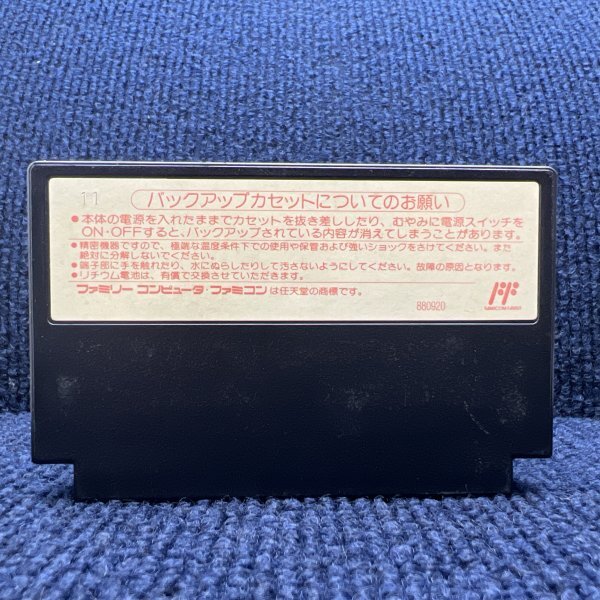 11
バックアップカセットについてのお願い
●本体の電源を入れたままでカセットを抜き差ししたり、むやみに電源スイッチを
ON・OFFすると、バックアップされている内容が消えてしまうことがあります。
●精密機器ですので、極端な温度条件下での使用や保管および強いショックをさけてください。また
絶対に分解しないでください。
●端子部に手を触れたり、水にぬらしたりして汚さないようにしてください。故障の原因となります。
●リチウム電池は、有償で交換させていただきます。
ファミリー コンピュータ・ファミコンは任天堂の商標です。
880920
FAMICOM FAMILY